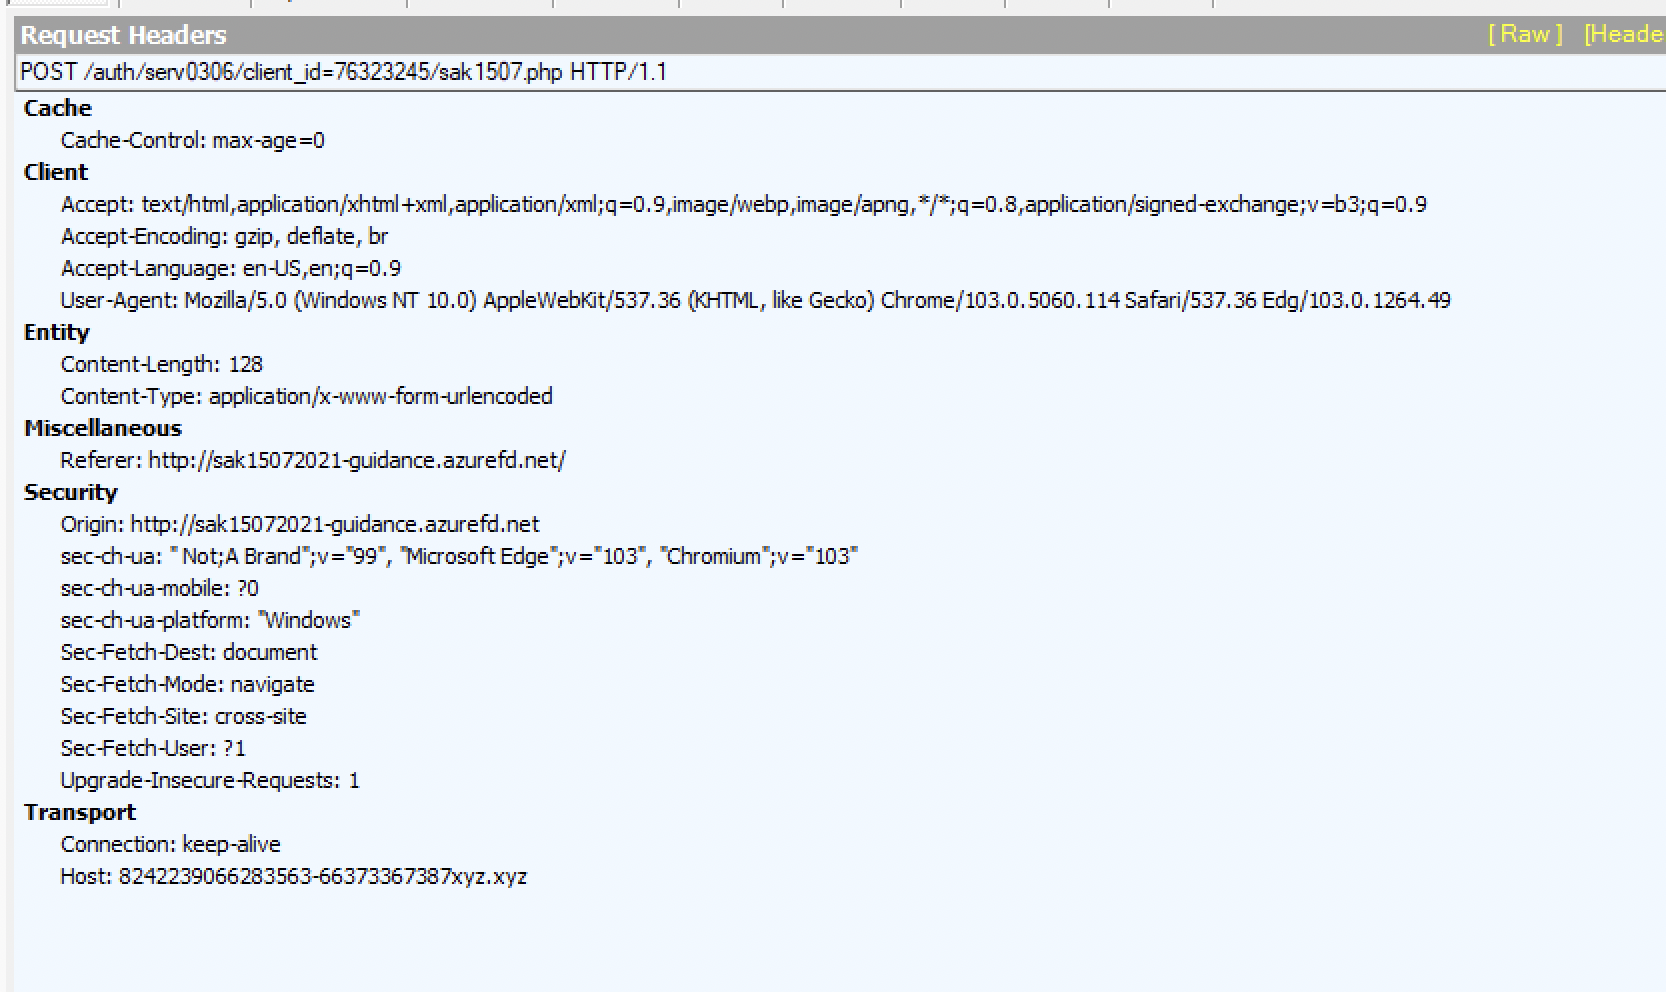 Request Headers [ Raw ] [Heade
POST /auth/serv0306/client_id=76323245/sak1507.php HTTP/1.1
Cache
Cache-Control: max-age=0
Client
Accept: text/html,application/xhtml+xml,application/xml;q=0.9,image/webp,image/apng,*/*;q=0.8,application/signed-exchange;v=b3;q=0.9
Accept-Encoding: gzip, deflate, br
Accept-Language: en-US,en;q=0.9
User-Agent: Mozilla/5.0 (Windows NT 10.0) AppleWebKit/537.36 (KHTML, like Gecko) Chrome/103.0.5060.114 Safari/537.36 Edg/103.0.1264.49
Entity
Content-Length: 128
Content-Type: application/x-www-form-urlencoded
Miscellaneous
Referer: http://sak15072021-guidance.azurefd.net/
Security
Origin: http://sak15072021-guidance.azurefd.net
sec-ch-ua: " Not;A Brand";v="99", "Microsoft Edge";v="103", "Chromium";v="103"
sec-ch-ua-mobile: ?0
sec-ch-ua-platform: "Windows"
Sec-Fetch-Dest: document
Sec-Fetch-Mode: navigate
Sec-Fetch-Site: cross-site
Sec-Fetch-User: ?1
Upgrade-Insecure-Requests: 1
Transport
Connection: keep-alive
Host: 8242239066283563-66373367387xyz.xyz